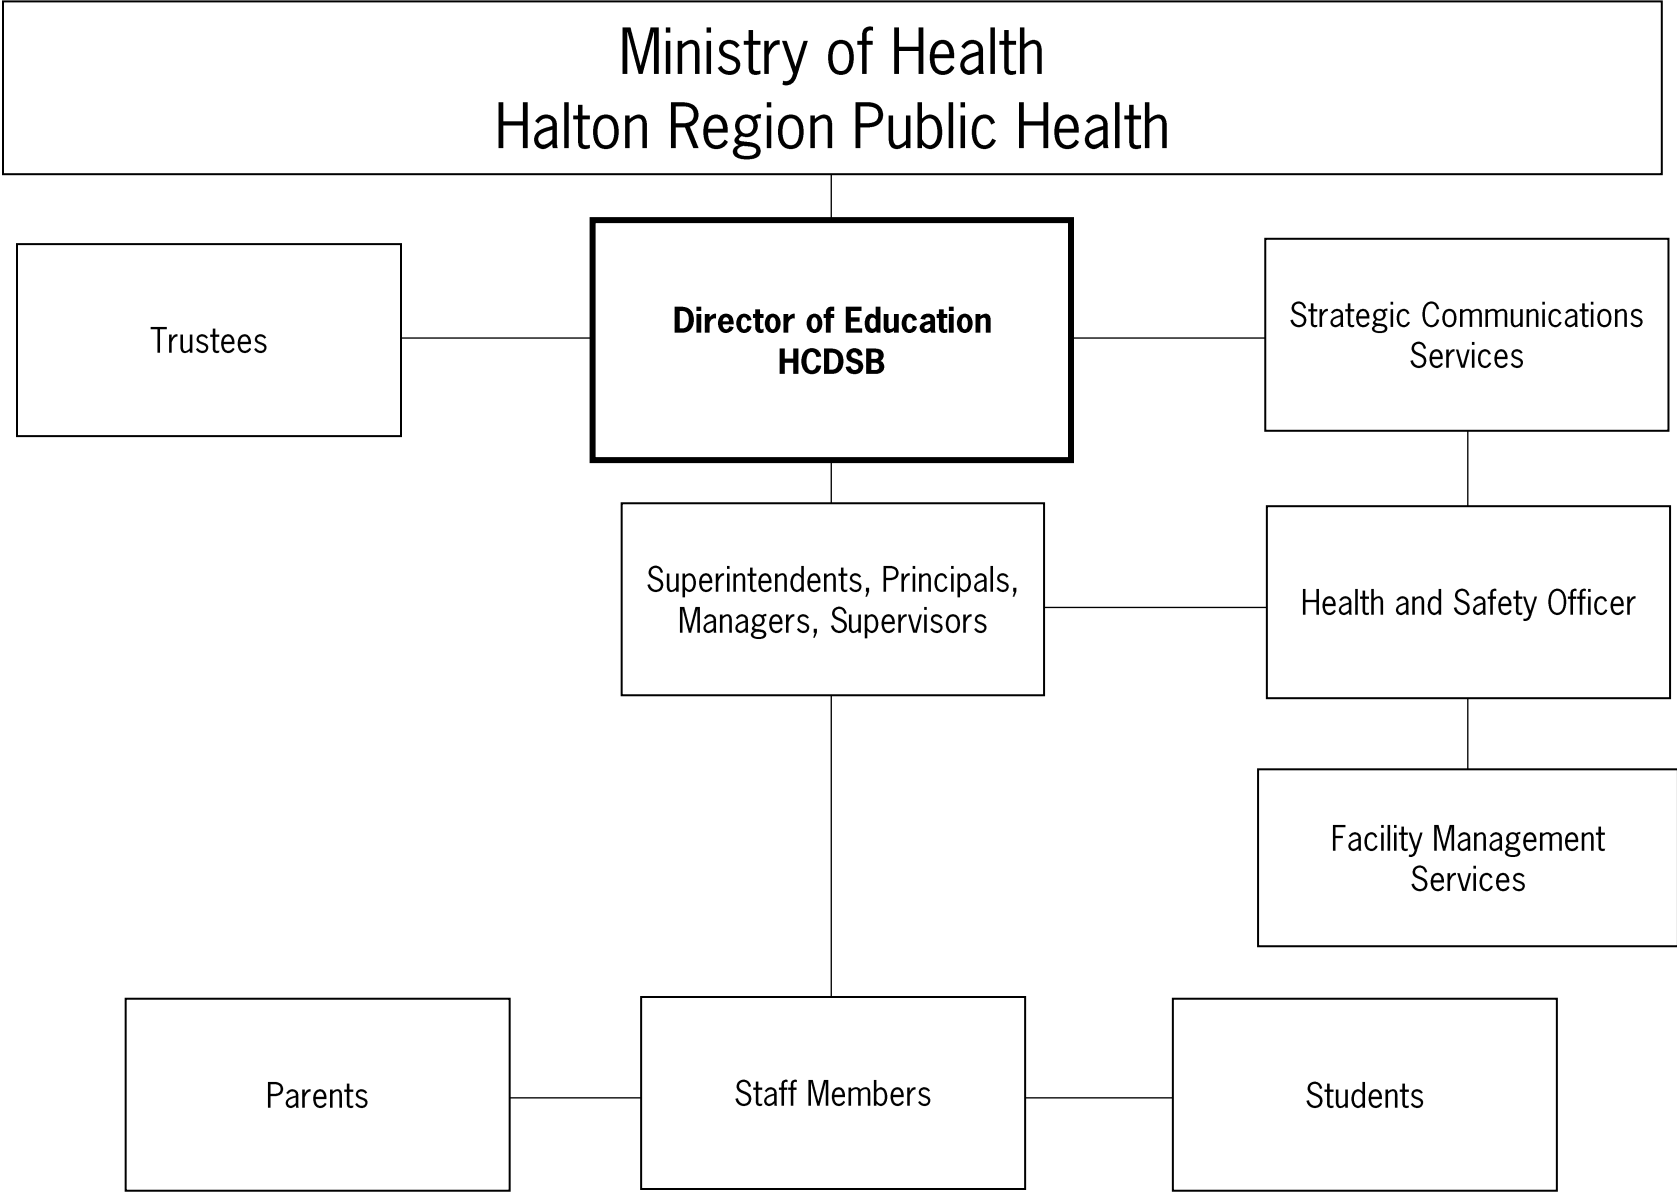 Ministry of Health
Halton Region Public Health
Trustees
Director of Education
HCDSB
Strategic Communications
Services
Superintendents, Principals,
Managers, Supervisors
Health and Safety Officer
Facility Management
Services
Parents
Staff Members
Students